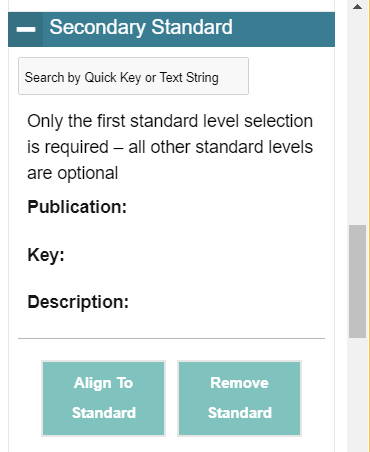 Secondary Standard
Search by Quick Key or Text String
Only the first standard level selection
is required – all other standard levels
are optional
Publication:
Key:
Description:
Align To
Standard
Remove
Standard